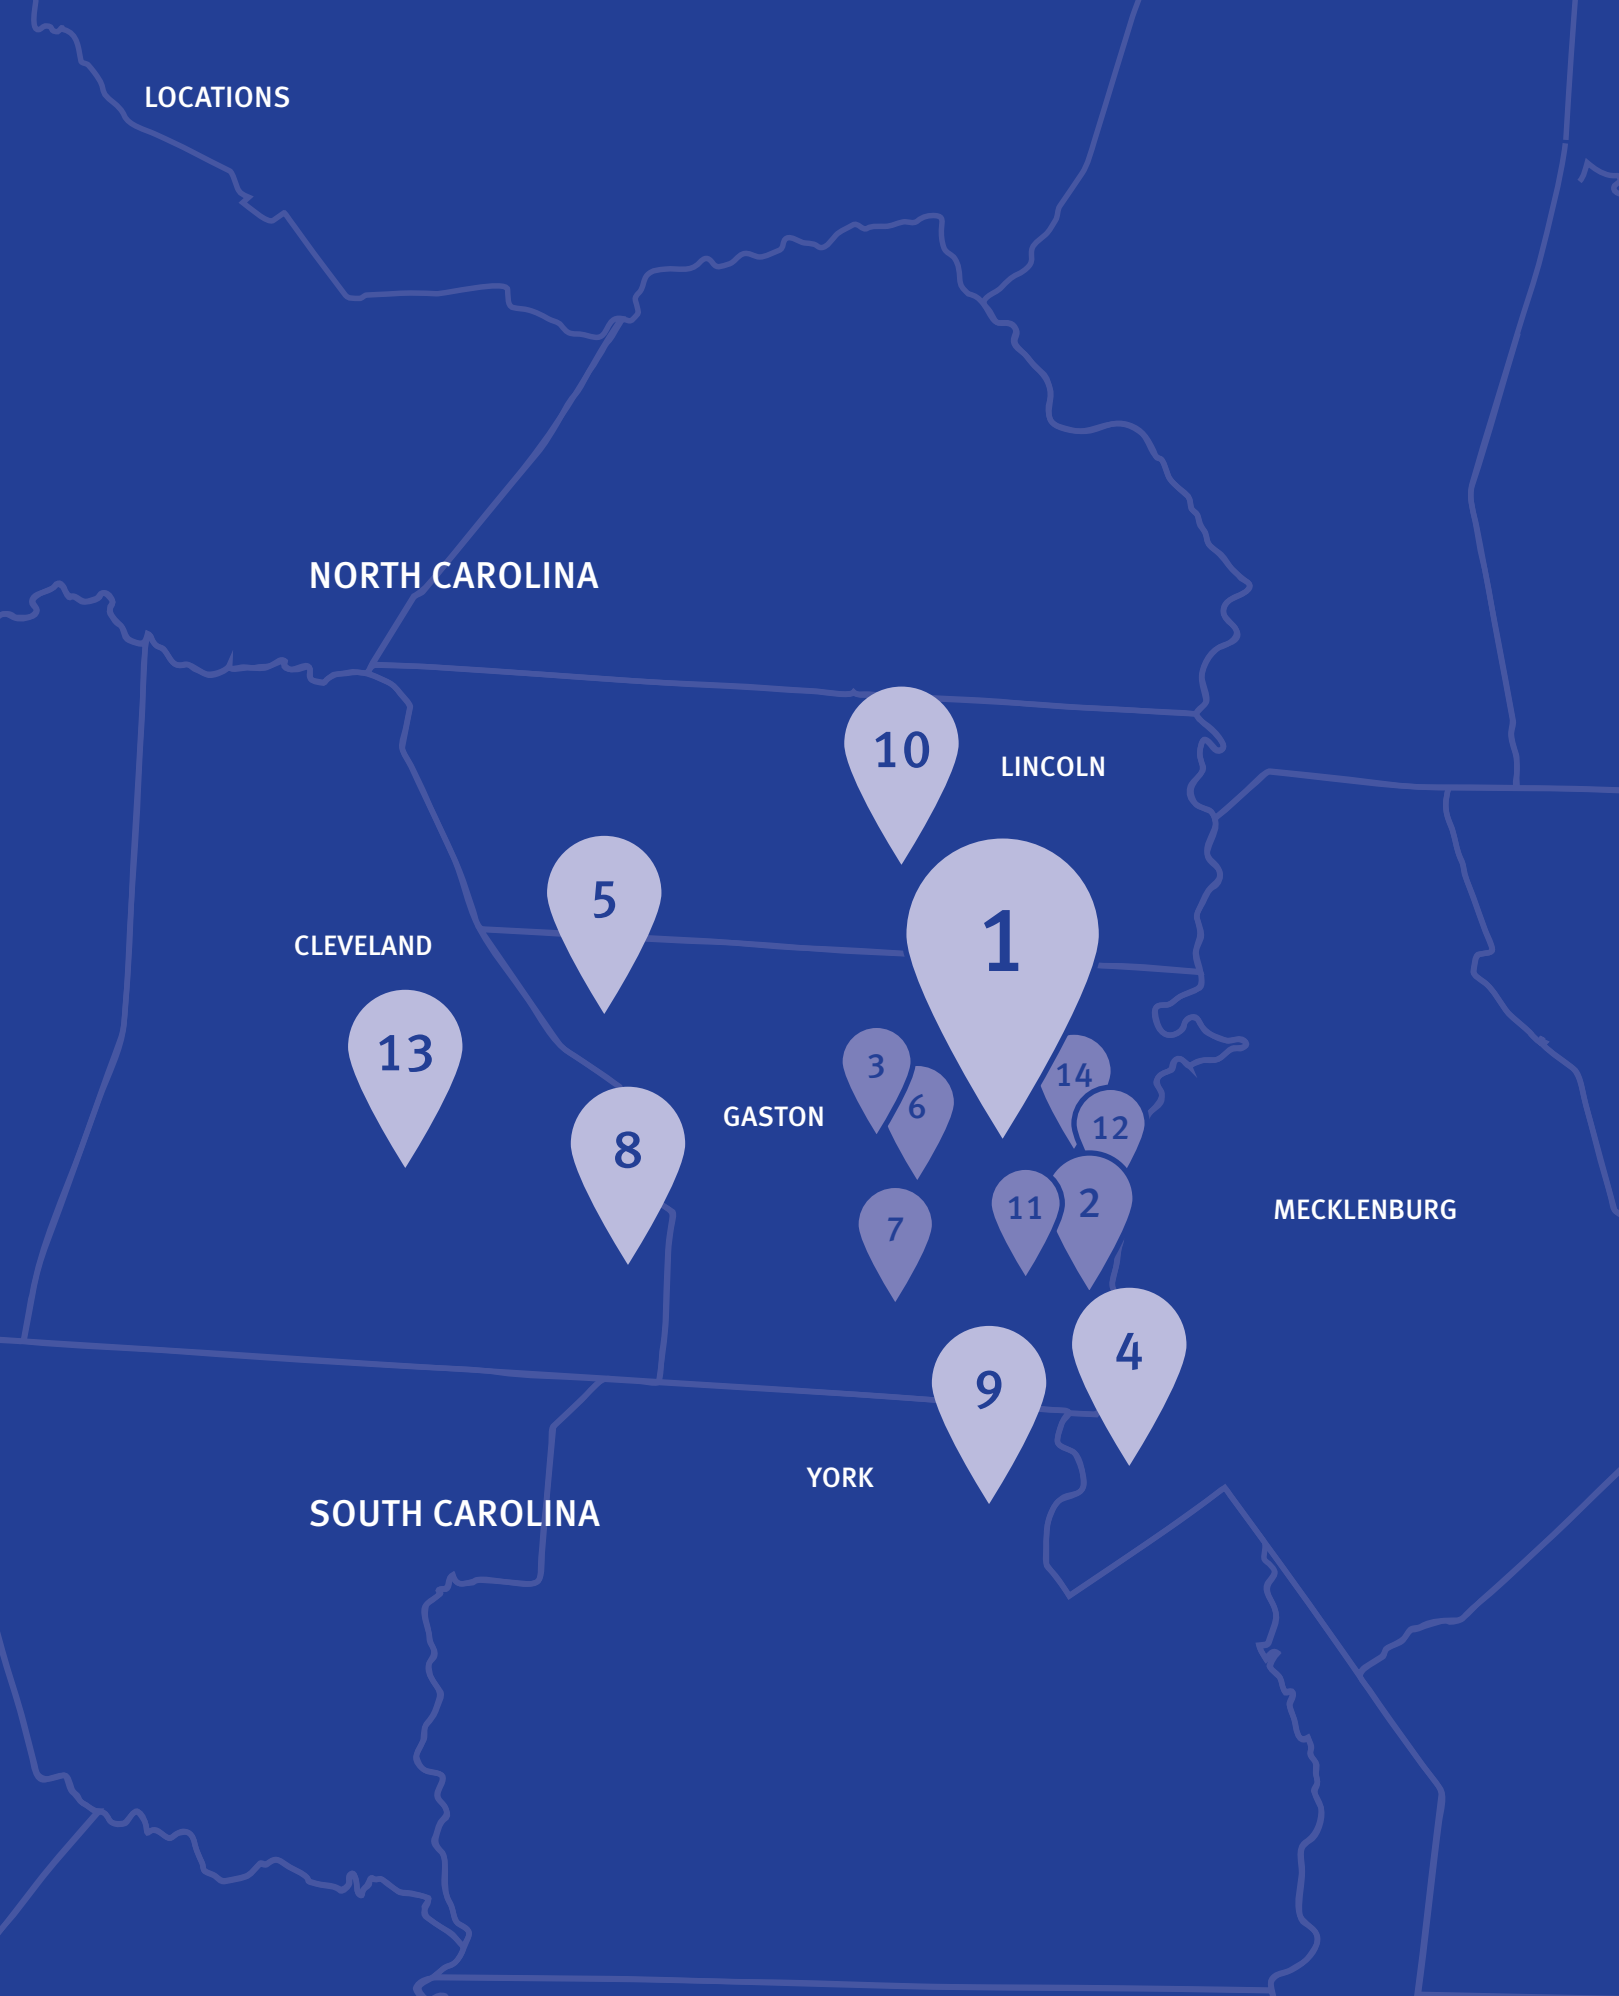 LOCATIONS
NORTH CAROLINA
10
LINCOLN
5
1
CLEVELAND
13
3
14
6
GASTON
12
8
2
11
MECKLENBURG
7
4
9
YORK
SOUTH CAROLINA